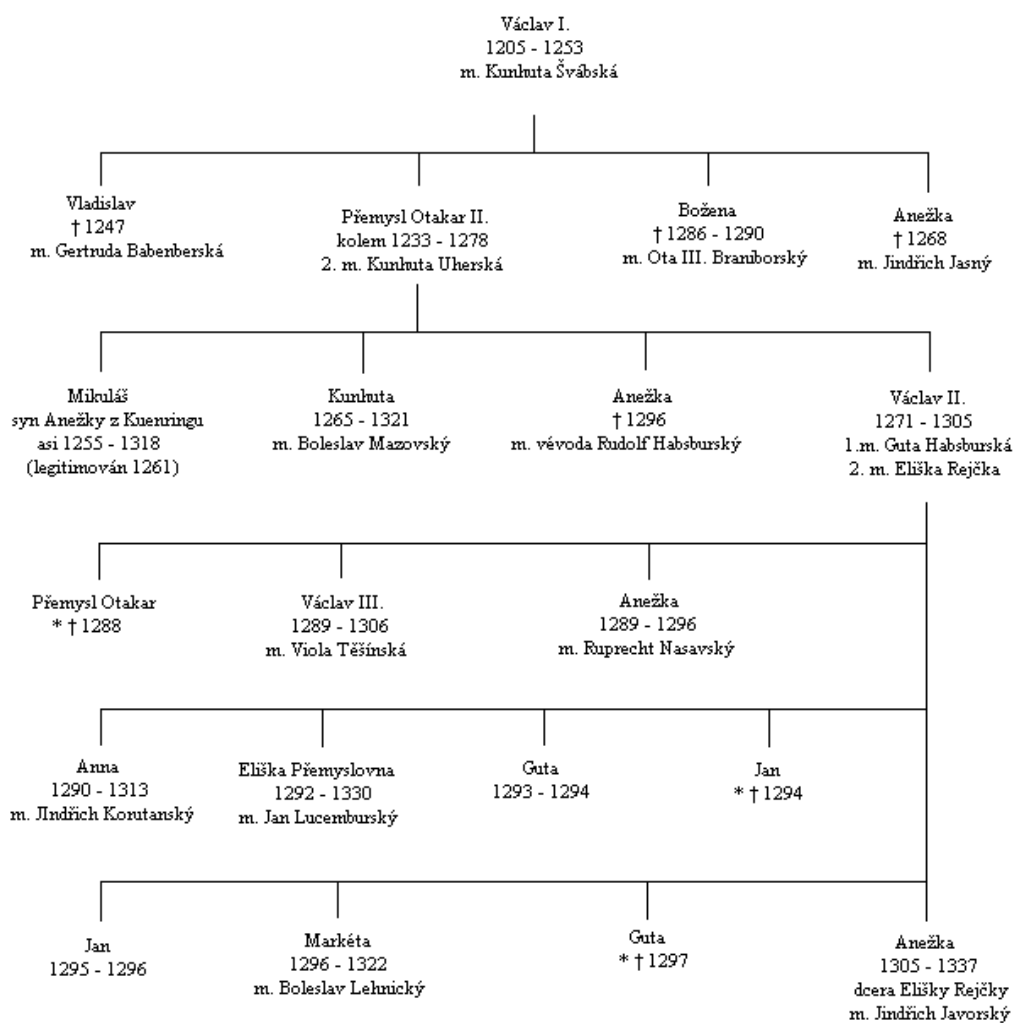 Václav I.
1205 - 1253
m. Kunhuta Švábská
Vladislav
† 1247
m. Gertruda Babenberská
Přemysl Otakar II.
kolem 1233 - 1278
2. m. Kunhuta Uherská
Božena
† 1286 - 1290
m. Ota III. Braniborský
Anežka
† 1268
m. Jindřich Jasný
Mikuláš
syn Anežky z Kuenringu
asi 1255 - 1318
(legitimován 1261)
Kunhuta
1265 - 1321
m. Boleslav Mazovský
Anežka
† 1296
m. vévoda Rudolf Habsburský
Václav II.
1271 - 1305
1.m. Guta Habsburská
2. m. Eliška Rejčka
Přemysl Otakar
* † 1288
Václav III.
1289 - 1306
m. Viola Těšínská
Anežka
1289 - 1296
m. Ruprecht Nasavský
Anna
1290 - 1313
m. JIndřich Korutanský
Eliška Přemyslovna
1292 - 1330
m. Jan Lucemburský
Guta
1293 - 1294
Jan
* † 1294
Jan
1295 - 1296
Markéta
1296 - 1322
m. Boleslav Lehnický
Guta
* † 1297
Anežka
1305 - 1337
dcera Elišky Rejčky
m. Jindřich Javorský